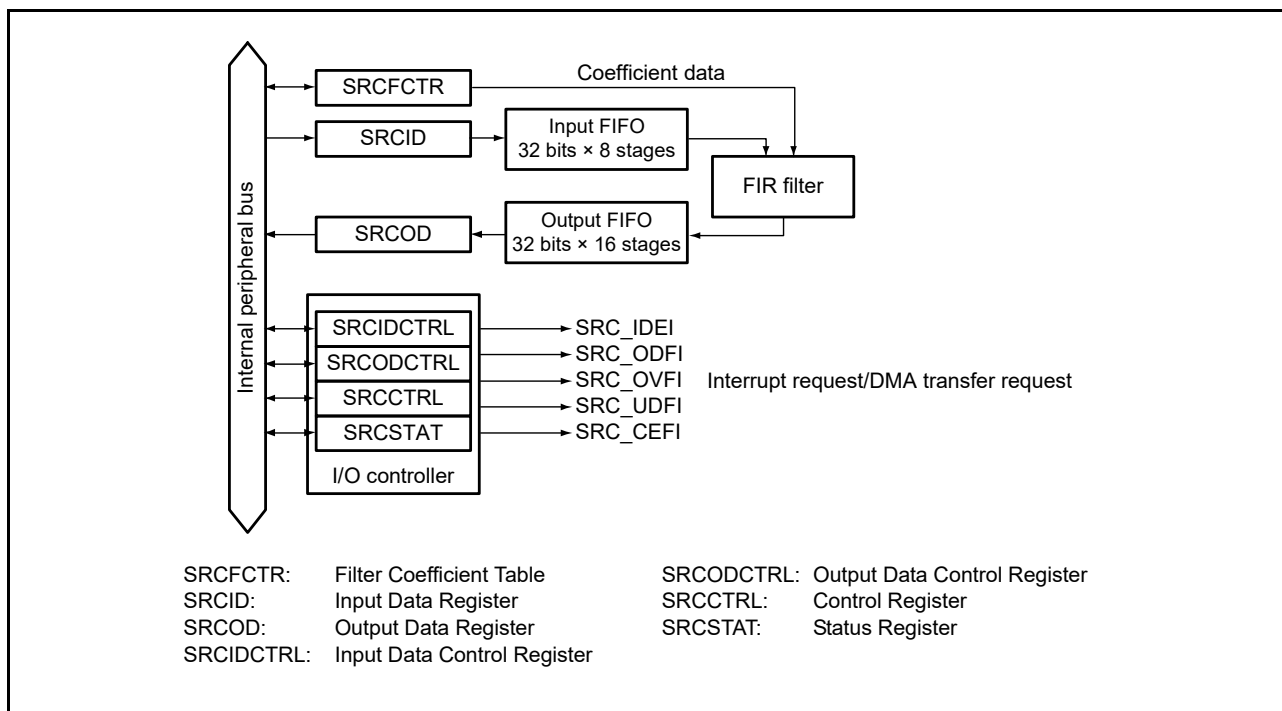 Coefficient data
SRCFCTR
SRCID
Input FIFO
32 bits × 8 stages
FIR filter
SRCOD
Output FIFO
32 bits × 16 stages
Internal peripheral bus
SRCIDCTRL
SRCODCTRL
SRCCTRL
SRCSTAT
I/O controller
SRC_IDEI
SRC_ODFI
SRC_OVFI
SRC_UDFI
SRC_CEFI
Interrupt request/DMA transfer request
SRCFCTR: Filter Coefficient Table
SRCID: Input Data Register
SRCOD: Output Data Register
SRCIDCTRL: Input Data Control Register
SRCODCTRL: Output Data Control Register
SRCCTRL: Control Register
SRCSTAT: Status Register